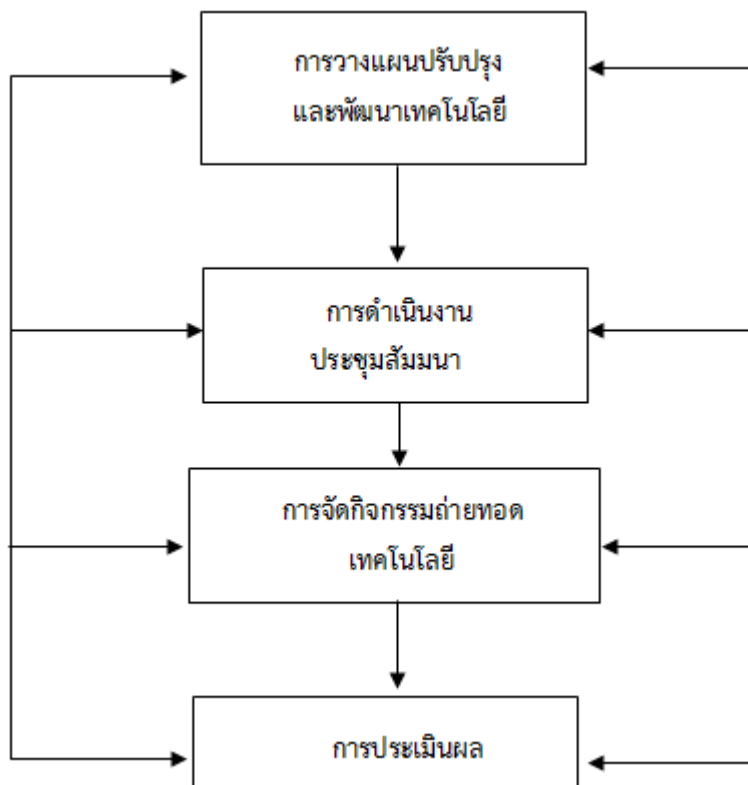 การวางแผนปรับปรุง
และพัฒนาเทคโนโลยี
การดำเนินงาน
ประชุมสัมมนา
การจัดกิจกรรมถ่ายทอด
เทคโนโลยี
การประเมินผล